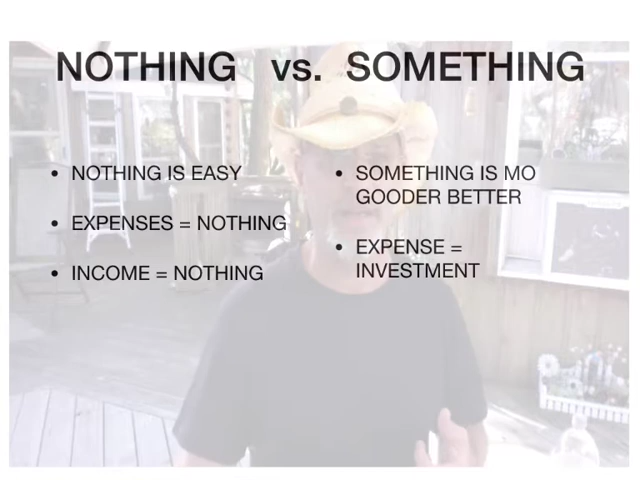 NOTHING vs. SOMETHING
• NOTHING IS EASY
• EXPENSES = NOTHING
• INCOME = NOTHING
• SOMETHING IS MO
GOODER BETTER
• EXPENSE =
INVESTMENT